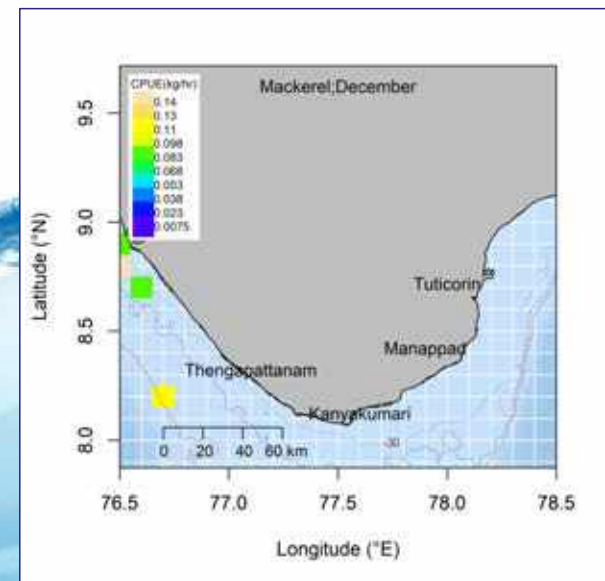 CPUE(kg/hr)
0.14
0.13
0.11
0.098
0.083
0.068
0.053
0.038
0.023
0.0075
Mackerel;December
9.5
9.0
8.5
8.0
Latitude (°N)
Tuticorin
Manappad
Thengapattanam
Kanyakumari
-30
0 20 40 60 km
76.5 77.0 77.5 78.0 78.5
Longitude (°E)